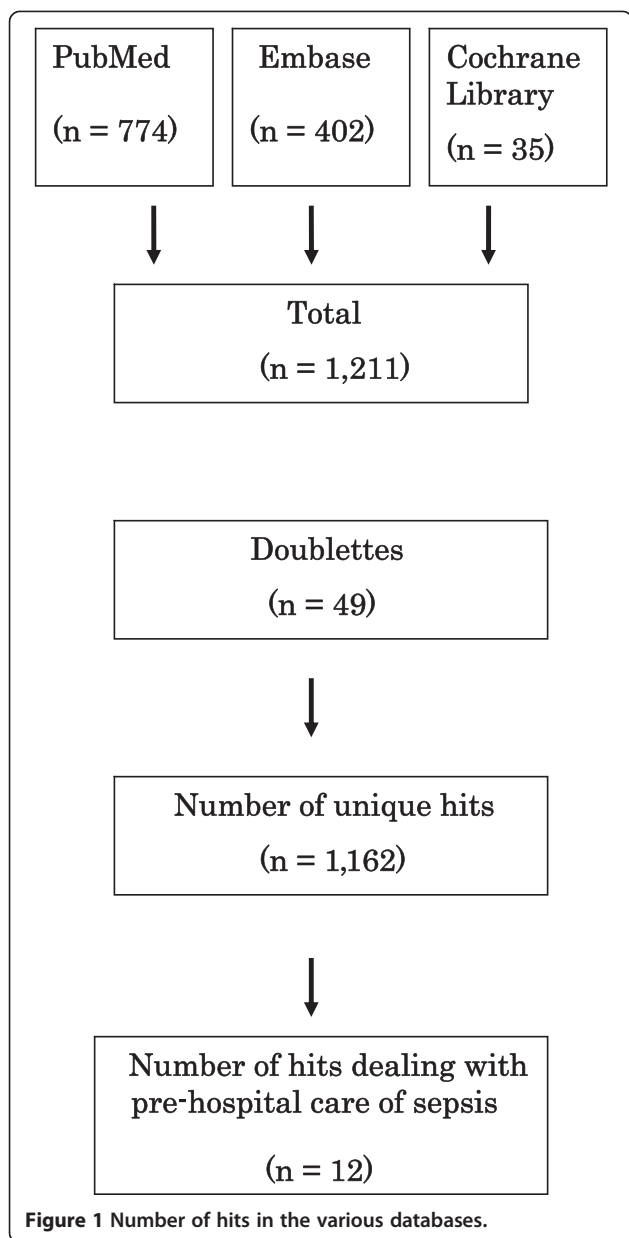 PubMed
(n = 774)
Embase
(n = 402)
Cochrane
Library
(n = 35)
Total
(n = 1,211)
Doublettes
(n = 49)
Number of unique hits
(n = 1,162)
Number of hits dealing with
pre-hospital care of sepsis
(n = 12)
Figure 1 Number of hits in the various databases.